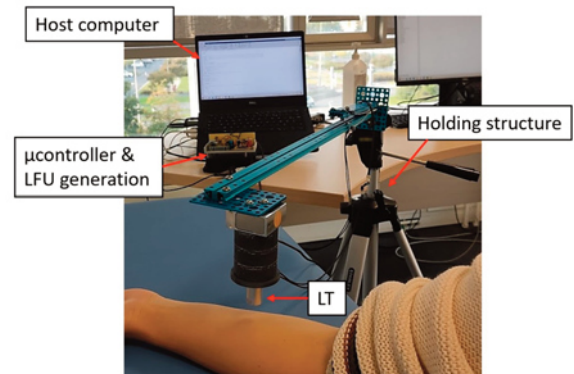 Host computer
Holding structure
µcontroller &
LFU generation
LT